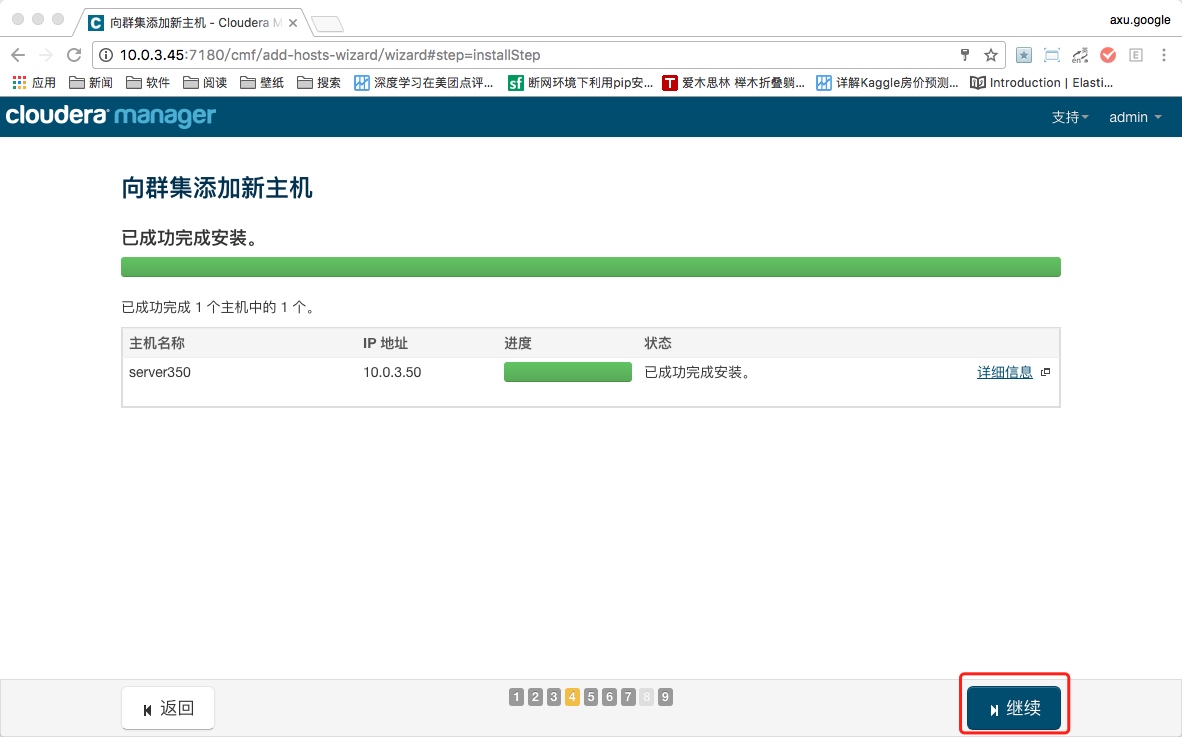 向群集添加新主机 - Cloudera M
axu.google
10.0.3.45:7180/cmf/add-hosts-wizard/wizard#step=installStep
应用 新闻 软件 阅读 壁纸 搜索 深度学习在美团点评... sf 断网环境下利用pip安... T 爱木思林 榉木折叠躺... 详解Kaggle房价预测... Introduction | Elasti...
cloudera manager 支持 admin
向群集添加新主机
已成功完成安装。
已成功完成 1 个主机中的 1 个。
主机名称 IP 地址 进度 状态
server350 10.0.3.50 已成功完成安装。 详细信息
返回 1 2 3 4 5 6 7 8 9 继续